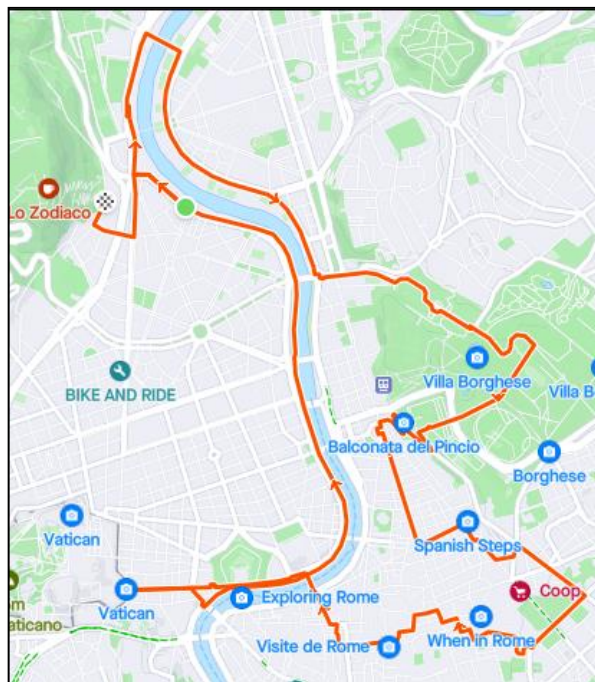 Lo Zodiaco
BIKE AND RIDE
Villa Borghese
Villa B
Balconata del Pincio
Borghese
Vatican
Spanish Steps
Coop
Vatican
Exploring Rome
om
aticano
When in Rome
Visite de Rome